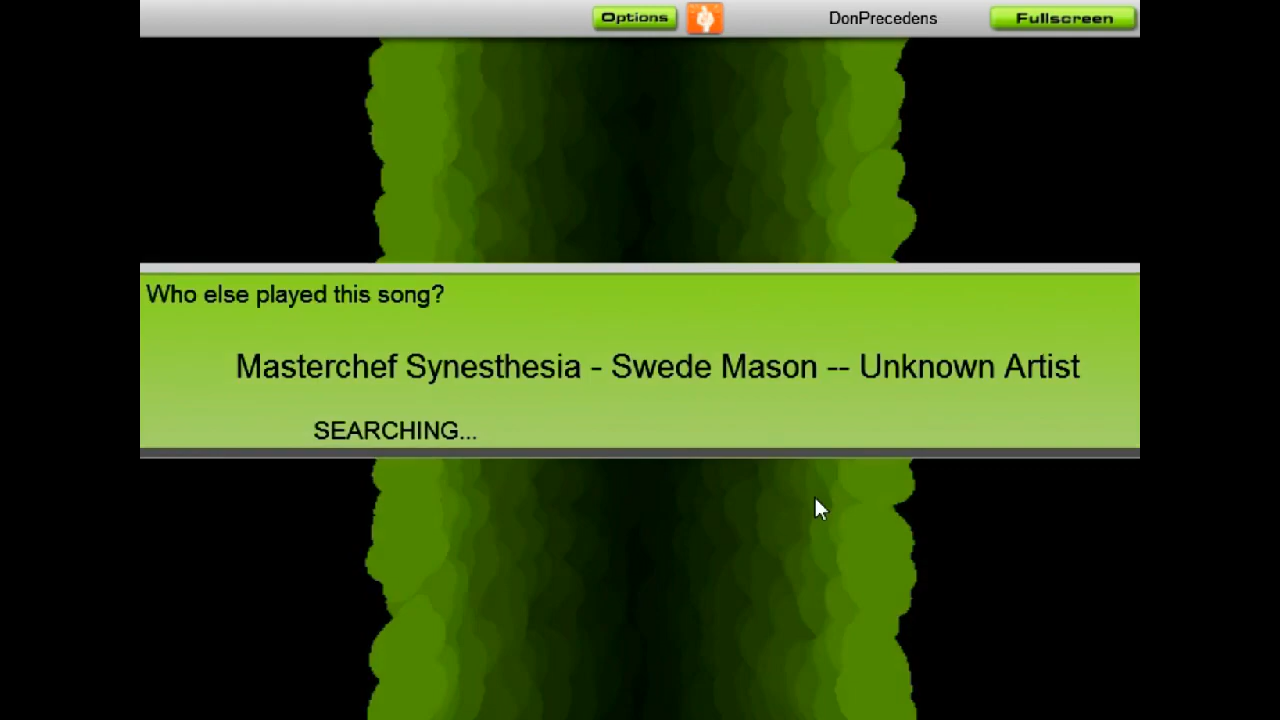 Options
DonPrecedens
Fullscreen
Who else played this song?
Masterchef Synesthesia - Swede Mason -- Unknown Artist
SEARCHING...